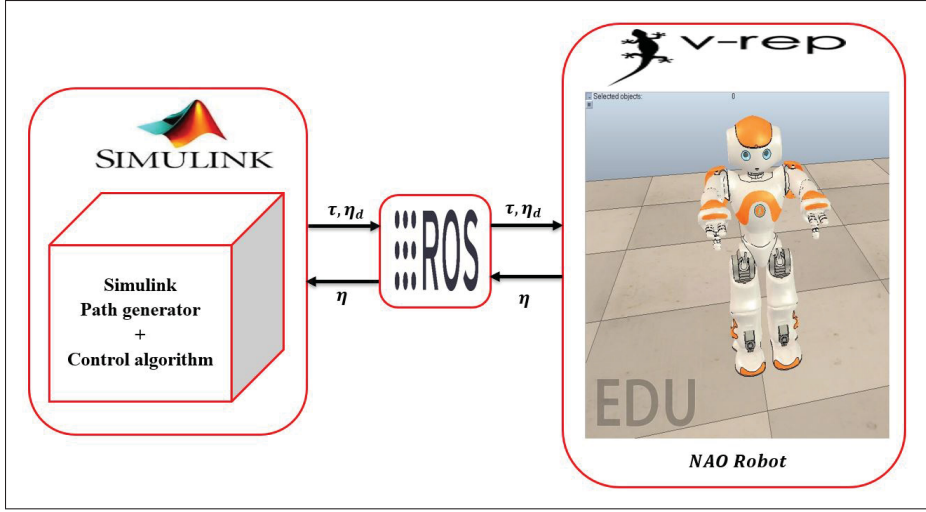 SIMULINK
Simulink
Path generator
+
Control algorithm
τ, η_d
η
ROS
τ, η_d
η
v-rep
Selected objects: 0
EDU
NAO Robot